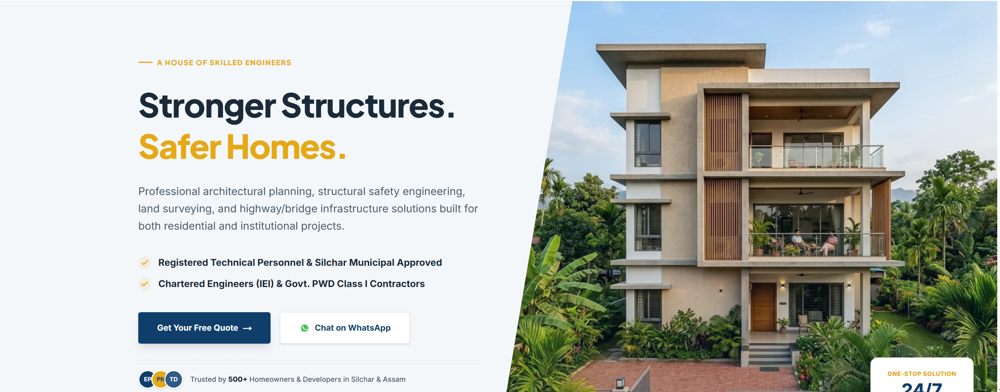 A HOUSE OF SKILLED ENGINEERS
Stronger Structures.
Safer Homes.
Professional architectural planning, structural safety engineering,
land surveying, and highway/bridge infrastructure solutions built for
both residential and institutional projects.
Registered Technical Personnel & Silchar Municipal Approved
Chartered Engineers (IEI) & Govt. PWD Class I Contractors
Get Your Free Quote →
Chat on WhatsApp
EP PN TD
Trusted by 500+ Homeowners & Developers in Silchar & Assam
ONE-STOP SOLUTION
24/7